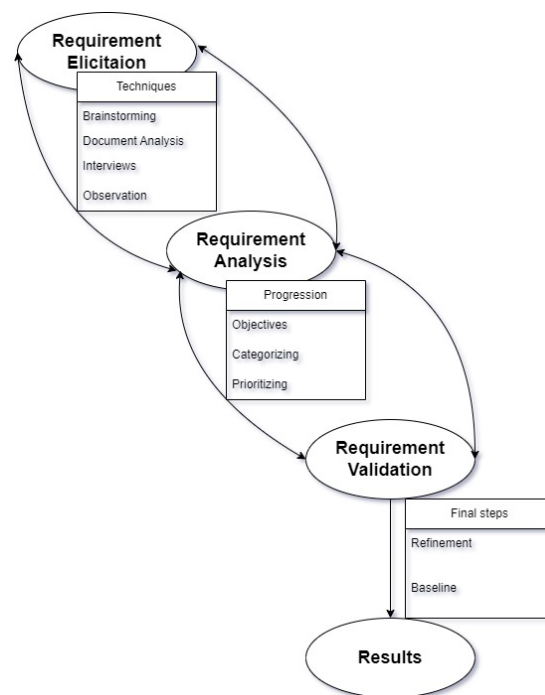 Requirement
Elicitaion
Techniques
Brainstorming
Document Analysis
Interviews
Observation
Requirement
Analysis
Progression
Objectives
Categorizing
Prioritizing
Requirement
Validation
Final steps
Refinement
Baseline
Results